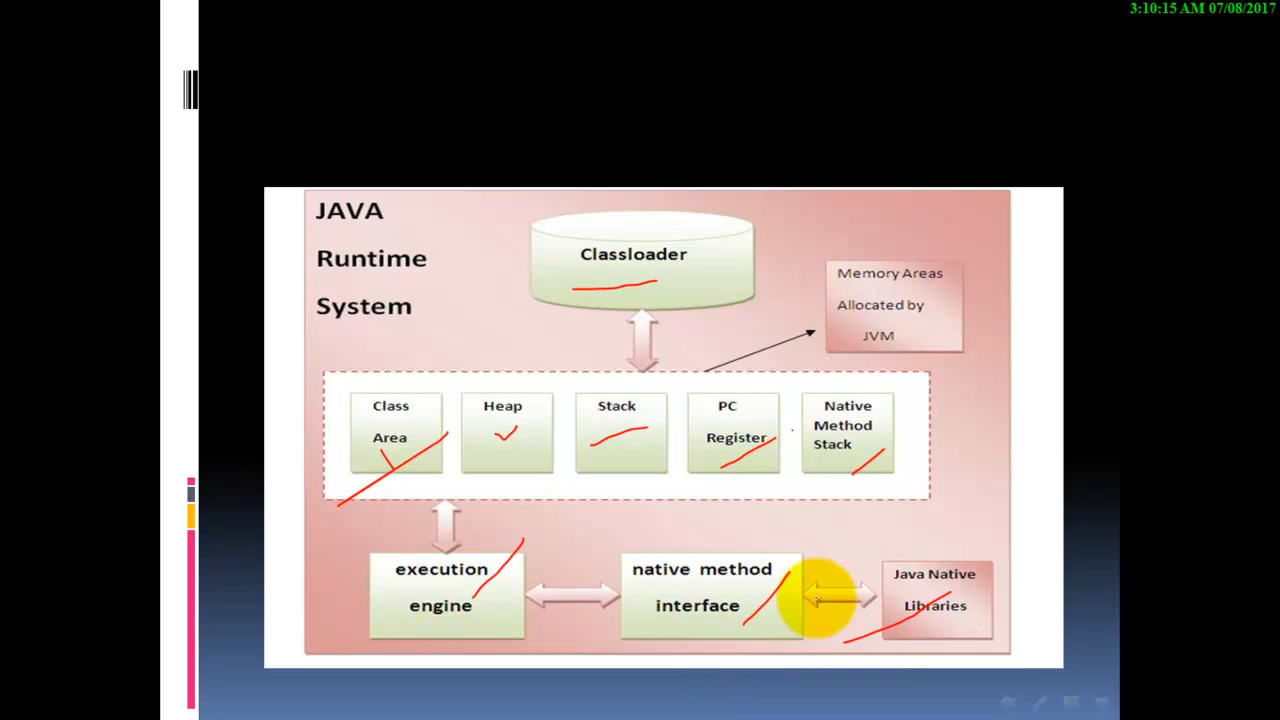 3:10:15 AM 07/08/2017
JAVA
Runtime
System
Classloader
Memory Areas
Allocated by
JVM
Class
Area
Heap
Stack
PC
Register
Native
Method
Stack
execution
engine
native method
interface
Java Native
Libraries